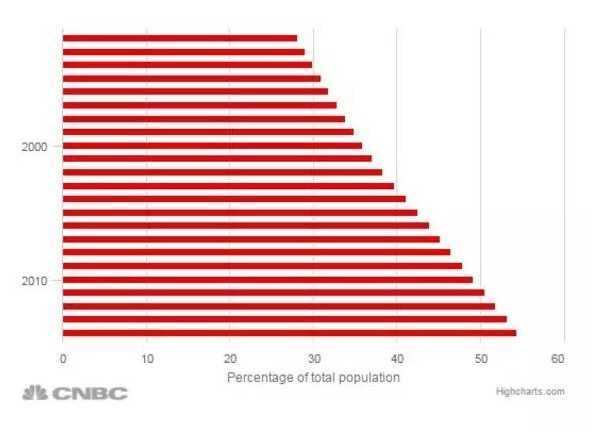 2000
2010
0 10 20 30 40 50 60
Percentage of total population
CNBC
Highcharts.com